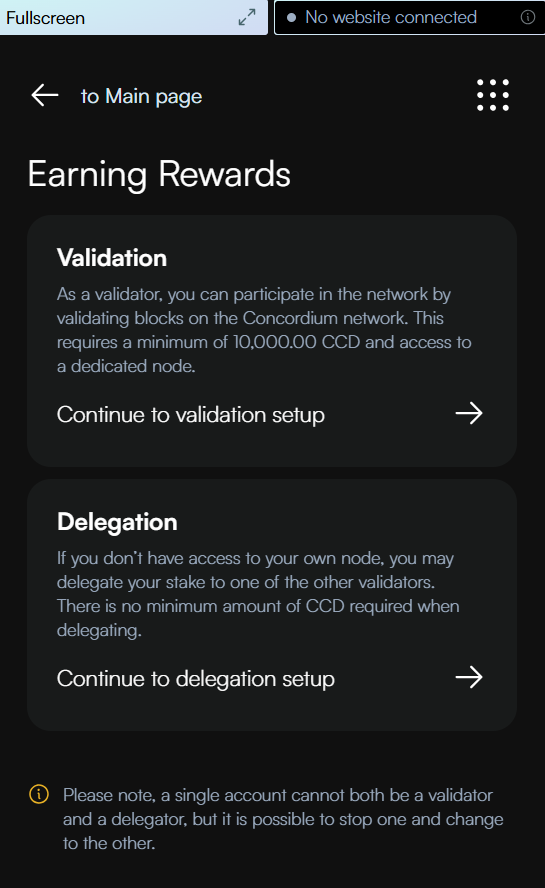 Fullscreen
No website connected
to Main page
Earning Rewards
Validation
As a validator, you can participate in the network by
validating blocks on the Concordium network. This
requires a minimum of 10,000.00 CCD and access to
a dedicated node.
Continue to validation setup
Delegation
If you don’t have access to your own node, you may
delegate your stake to one of the other validators.
There is no minimum amount of CCD required when
delegating.
Continue to delegation setup
Please note, a single account cannot both be a validator
and a delegator, but it is possible to stop one and change
to the other.